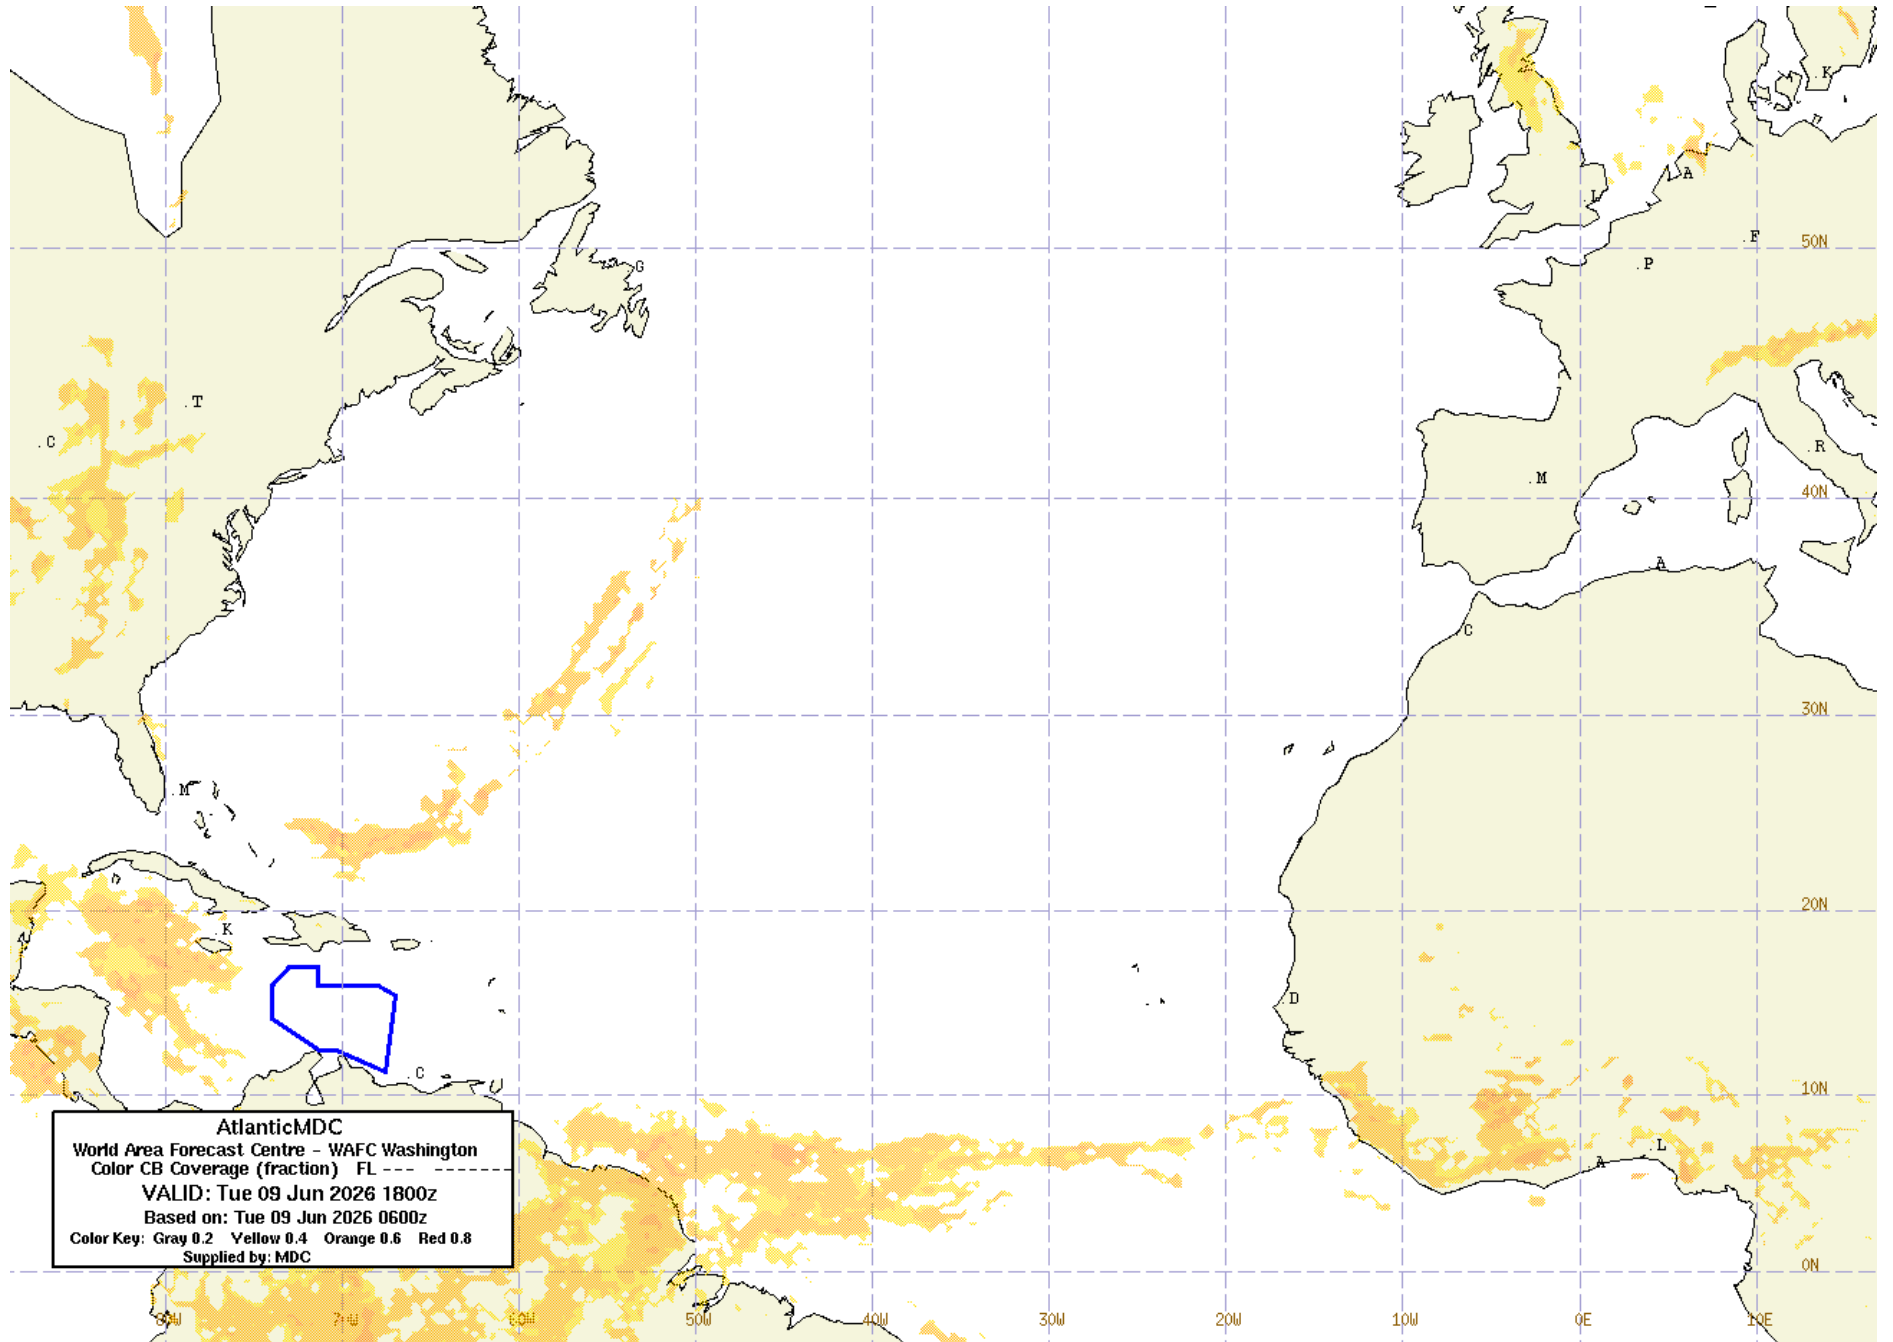 .K
.A
.L
.F
50N
.G
.P
.T
.C
.R
.M
40N
.A
.C
30N
.M
20N
.K
.D
.C
10N
AtlanticMDC
World Area Forecast Centre - WAFC Washington
Color CB Coverage (fraction) FL --- --------
VALID: Tue 09 Jun 2026 1800z
Based on: Tue 09 Jun 2026 0600z
Color Key: Gray 0.2 Yellow 0.4 Orange 0.6 Red 0.8
Supplied by: MDC
.L
.A
0N
80W 70W 60W 50W 40W 30W 20W 10W 0E 10E